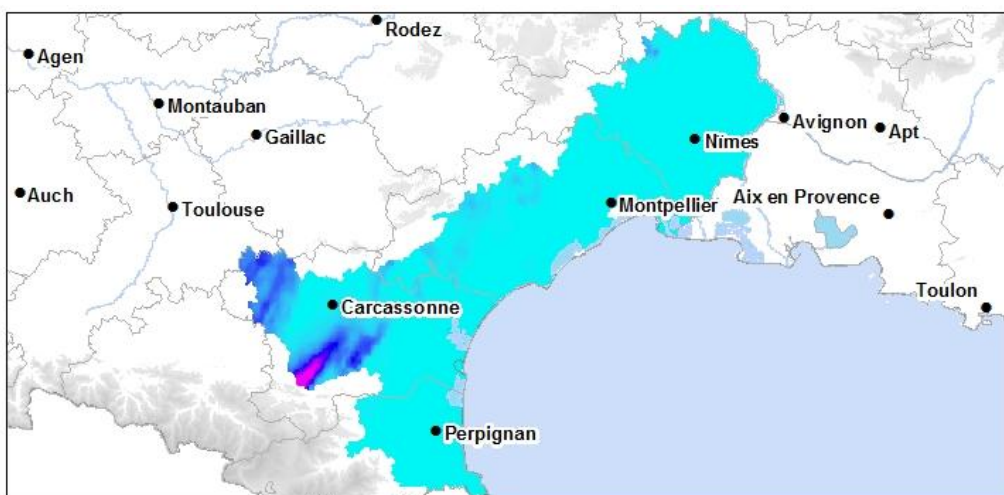 Rodez
Agen
Montauban
Gaillac
Avignon
Apt
Nîmes
Auch
Toulouse
Montpellier
Aix en Provence
Carcassonne
Toulon
Perpignan